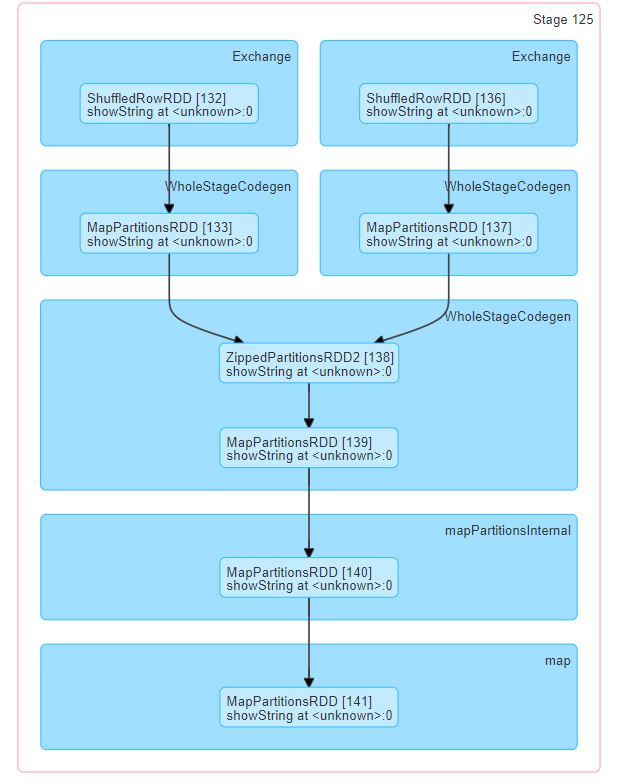 Stage 125
Exchange
ShuffledRowRDD [132]
showString at <unknown>:0
Exchange
ShuffledRowRDD [136]
showString at <unknown>:0
WholeStageCodegen
MapPartitionsRDD [133]
showString at <unknown>:0
WholeStageCodegen
MapPartitionsRDD [137]
showString at <unknown>:0
WholeStageCodegen
ZippedPartitionsRDD2 [138]
showString at <unknown>:0
MapPartitionsRDD [139]
showString at <unknown>:0
mapPartitionsInternal
MapPartitionsRDD [140]
showString at <unknown>:0
map
MapPartitionsRDD [141]
showString at <unknown>:0